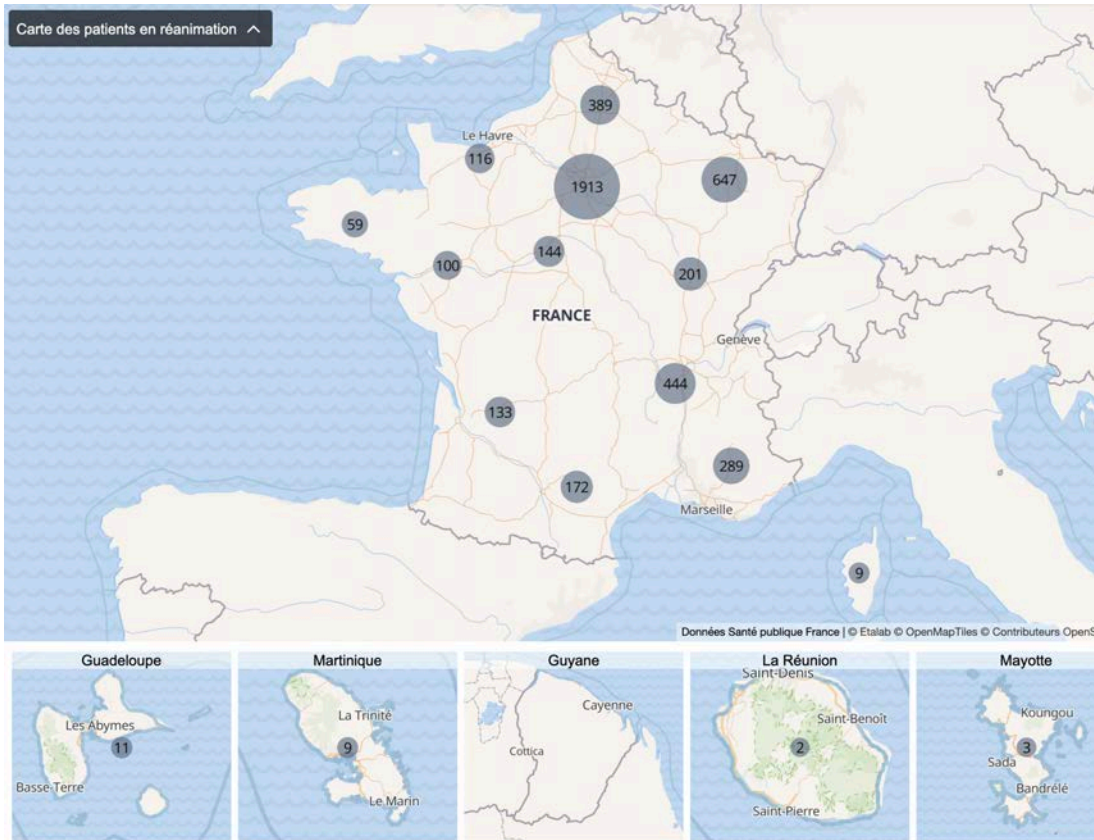 Carte des patients en réanimation
389
Le Havre
116
1913
647
59
144
100
201
FRANCE
Genève
444
133
289
172
Marseille
9
Données Santé publique France | © Etalab © OpenMapTiles © Contributeurs OpenS
Guadeloupe
Martinique
Guyane
La Réunion
Mayotte
Saint-Denis
Les Abymes
La Trinité
Cayenne
Saint-Benoît
Koungou
11
9
Cottica
2
3
Sada
Basse-Terre
Le Marin
Saint-Pierre
Bandrélé